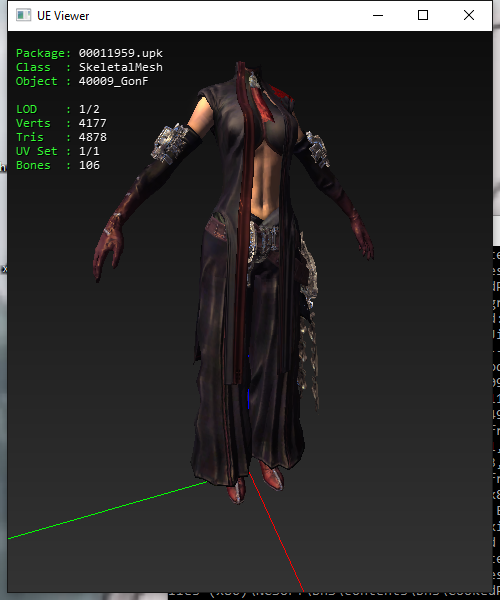 UE Viewer
Package: 00011959.upk
Class : SkeletalMesh
Object : 40009_GonF
LOD : 1/2
Verts : 4177
Tris : 4878
UV Set : 1/1
Bones : 106